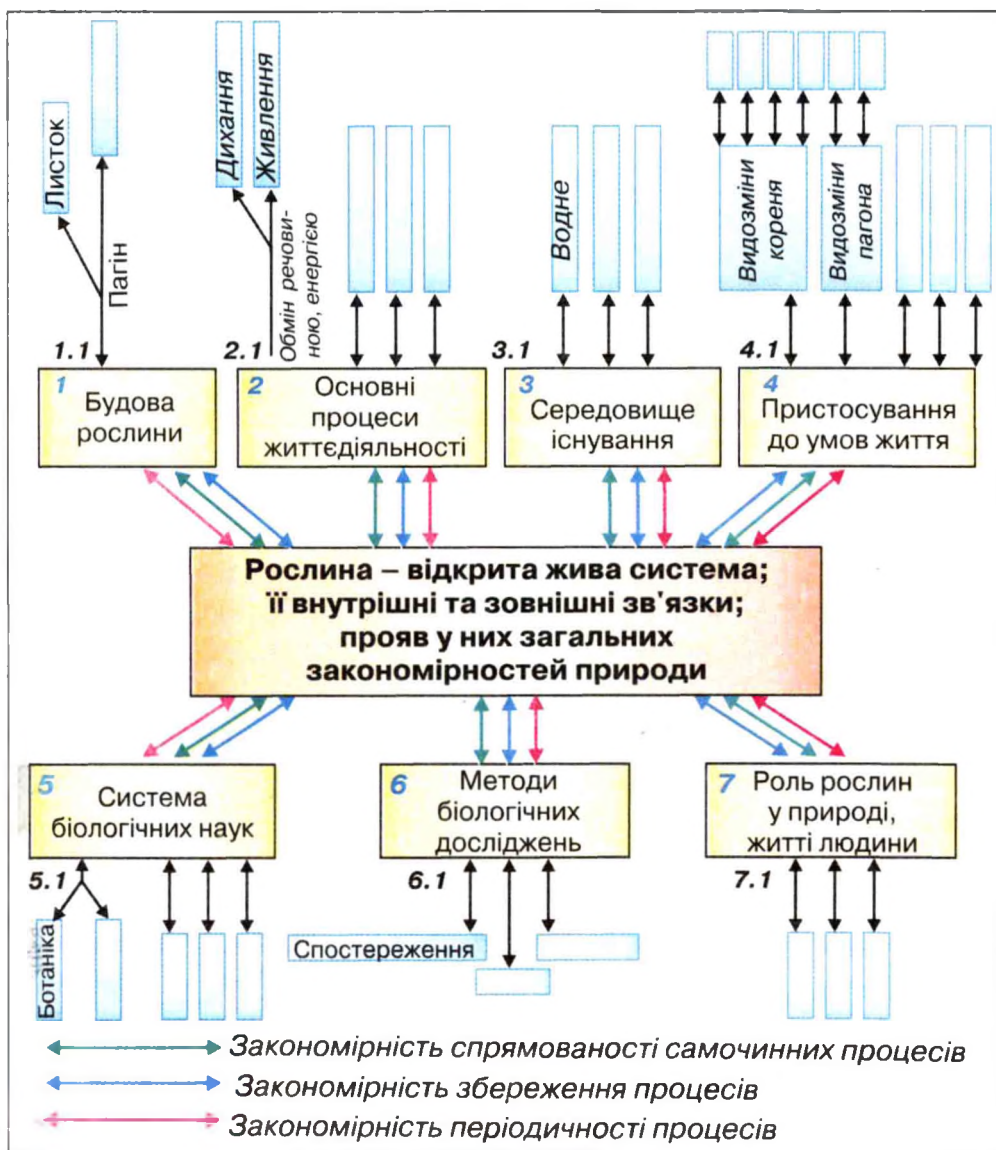 Листок
Пагін
1.1
Дихання
Живлення
Обмін речови-
ною, енергією
2.1
Водне
3.1
Видозміни
кореня
Видозміни
пагона
4.1
1
Будова
рослини
2
Основні
процеси
життєдіяльності
3
Середовище
існування
4
Пристосування
до умов життя
Рослина – відкрита жива система;
її внутрішні та зовнішні зв'язки;
прояв у них загальних
закономірностей природи
5
Система
біологічних наук
6
Методи
біологічних
досліджень
7
Роль рослин
у природі,
житті людини
5.1
Ботаніка
6.1
Спостереження
7.1
Закономірність спрямованості самочинних процесів
Закономірність збереження процесів
Закономірність періодичності процесів